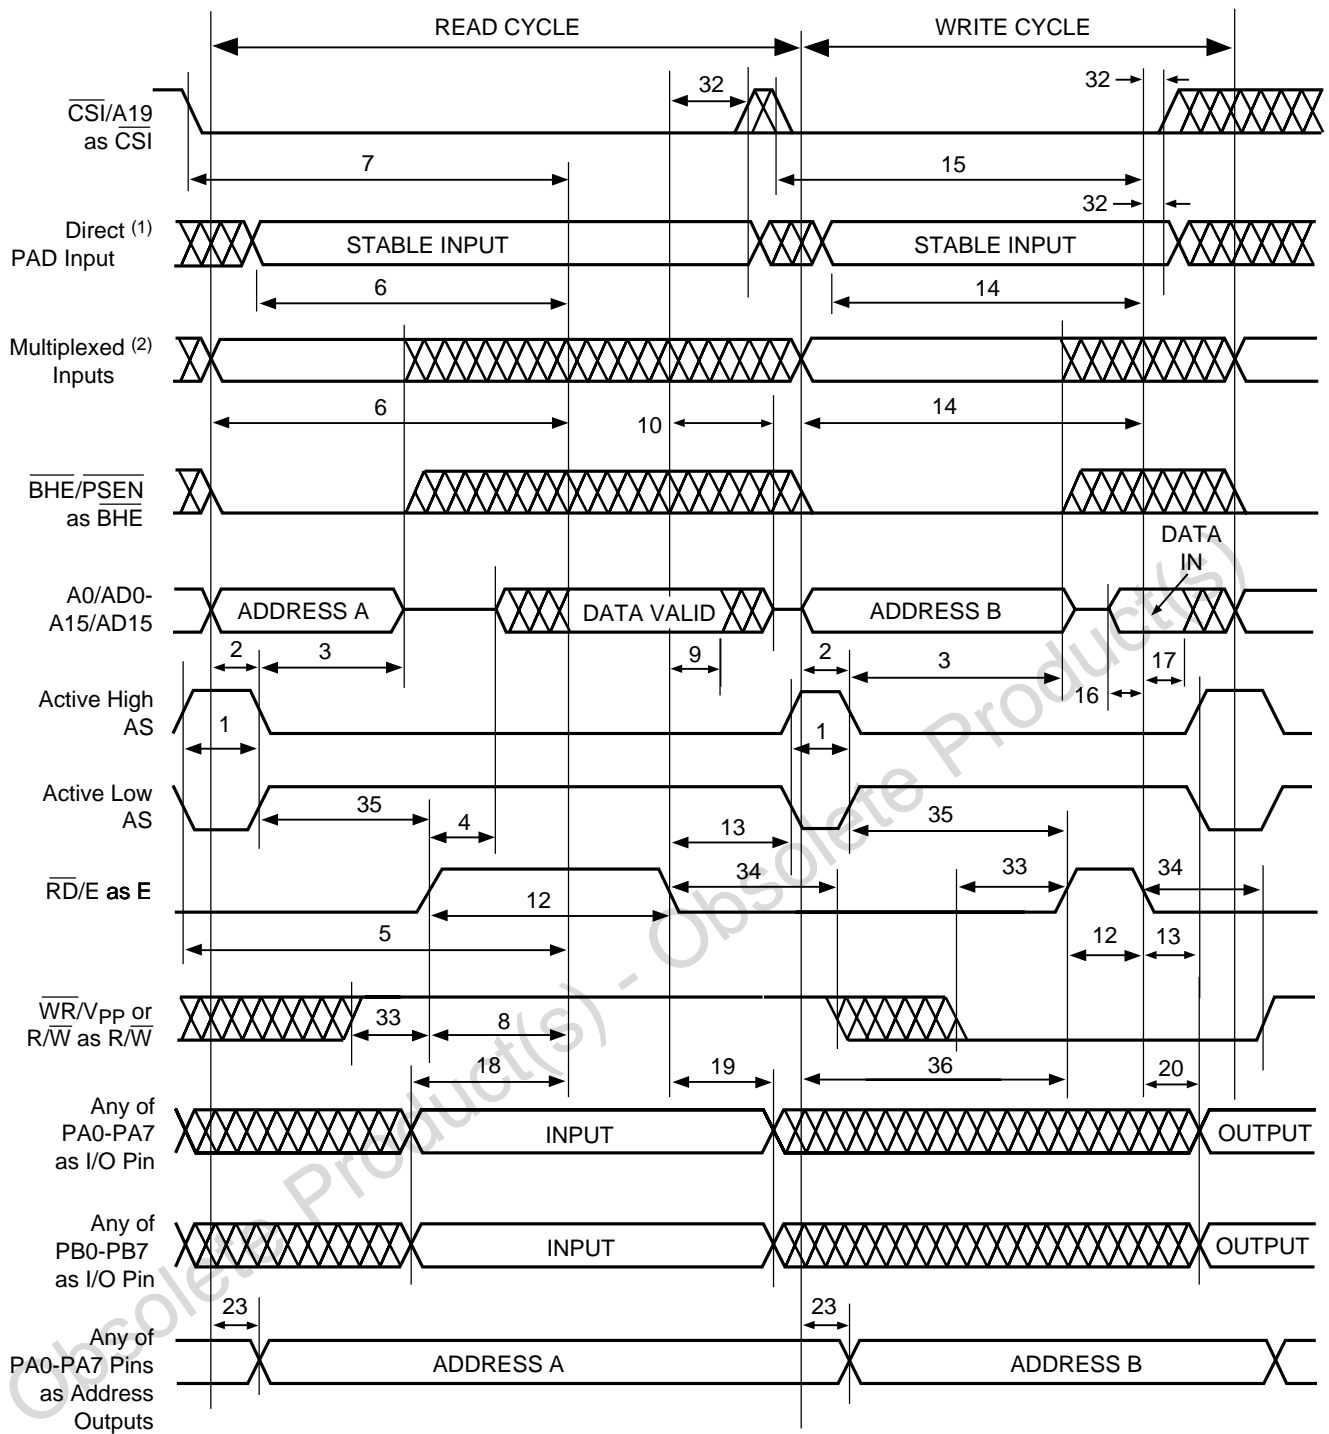 READ CYCLE
WRITE CYCLE
32
32
CSI/A19
as CSI
7
15
32
Direct (1)
PAD Input
STABLE INPUT
STABLE INPUT
6
14
Multiplexed (2)
Inputs
6
10
14
BHE/PSEN
as BHE
DATA
IN
A0/AD0-
A15/AD15
ADDRESS A
DATA VALID
ADDRESS B
2
3
9
2
3
17
16
Active High
AS
1
1
Active Low
AS
35
4
13
35
34
33
34
RD/E as E
12
5
12
13
WR/VPP or
R/W as R/W
33
8
18
19
36
20
Any of
PA0-PA7
as I/O Pin
INPUT
OUTPUT
Any of
PB0-PB7
as I/O Pin
INPUT
OUTPUT
23
23
Any of
PA0-PA7 Pins
as Address
Outputs
ADDRESS A
ADDRESS B
Obsolete Product(s) - Obsolete Product(s)